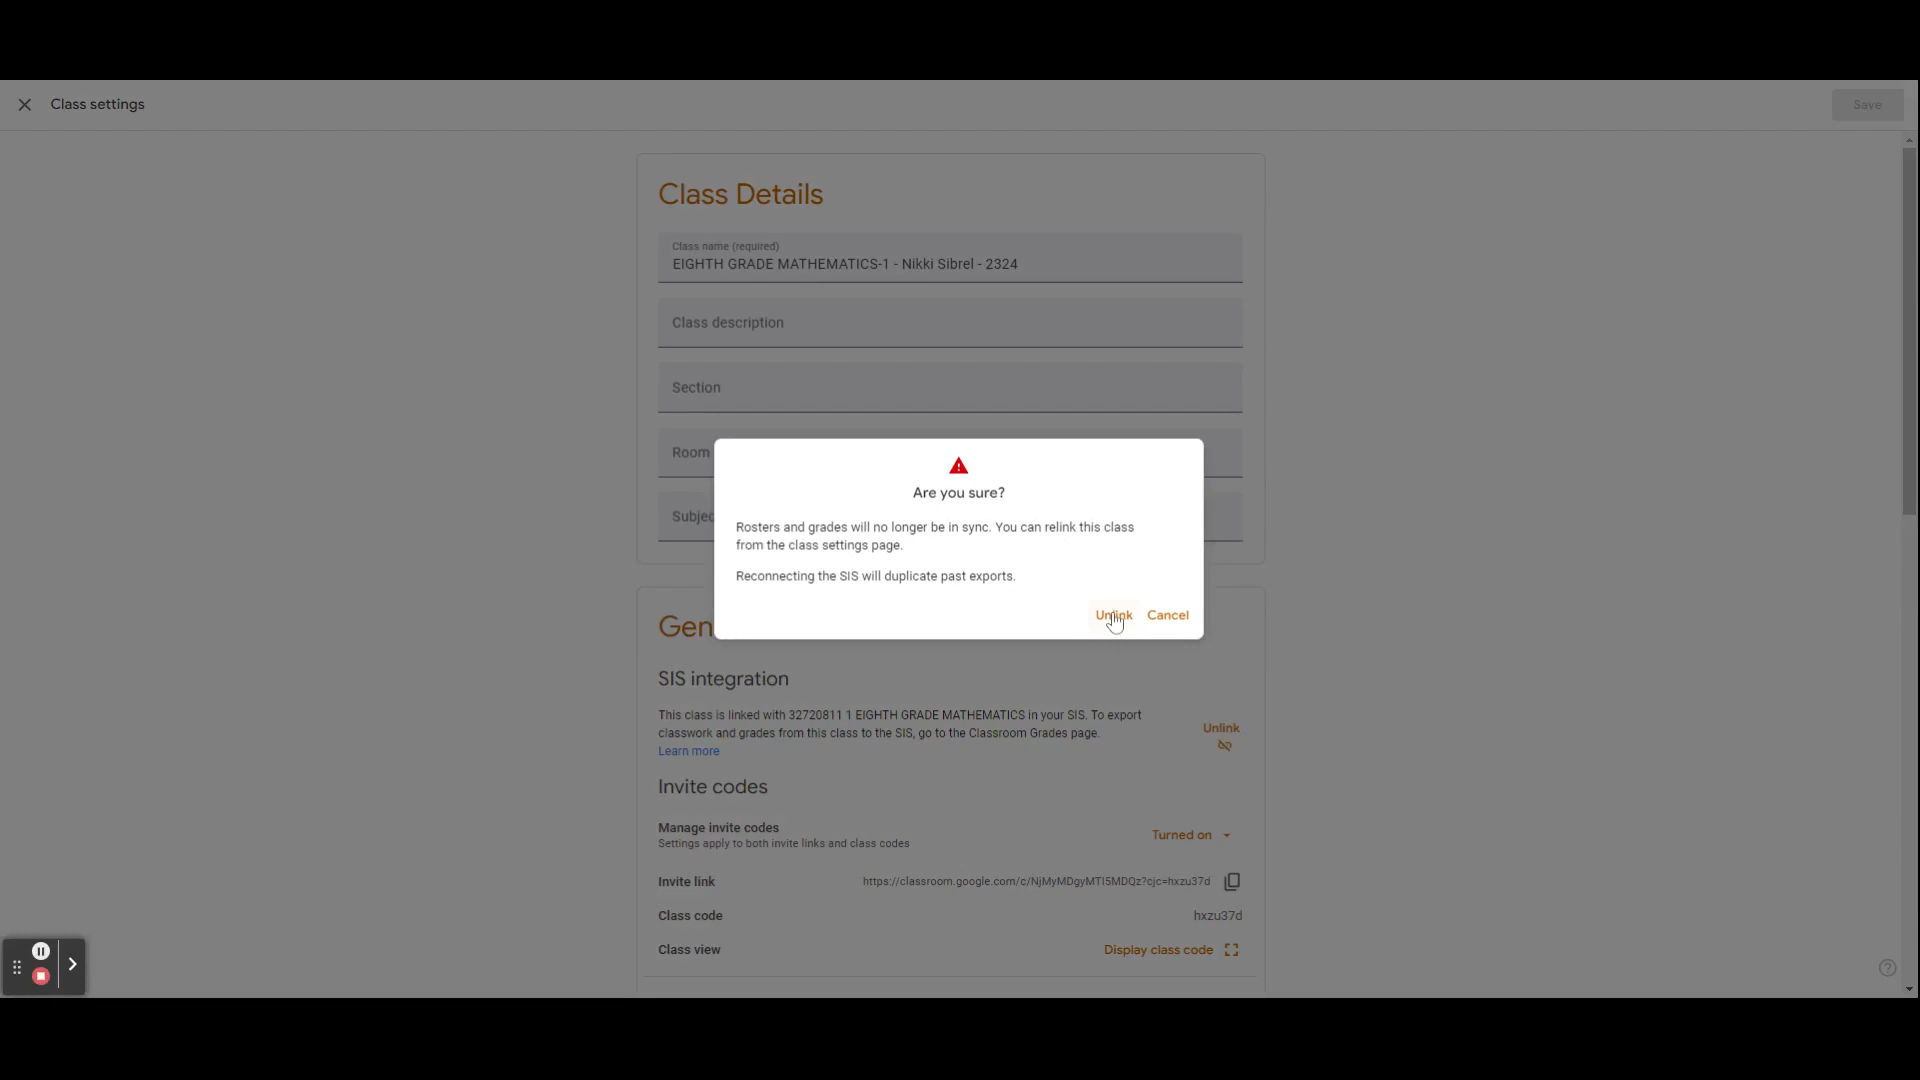 Class settings
Save
Class Details
Class name (required)
EIGHTH GRADE MATHEMATICS-1 - Nikki Sibrel - 2324
Class description
Section
Room
Subjec
Are you sure?
Rosters and grades will no longer be in sync. You can relink this class
from the class settings page.
Reconnecting the SIS will duplicate past exports.
Unlink Cancel
Gen
SIS integration
This class is linked with 32720811 1 EIGHTH GRADE MATHEMATICS in your SIS. To export
classwork and grades from this class to the SIS, go to the Classroom Grades page.
Learn more
Unlink
Invite codes
Manage invite codes
Settings apply to both invite links and class codes
Turned on
Invite link https://classroom.google.com/c/NjMyMDgyMTI5MDQz?cjc=hxzu37d
Class code hxzu37d
Class view Display class code